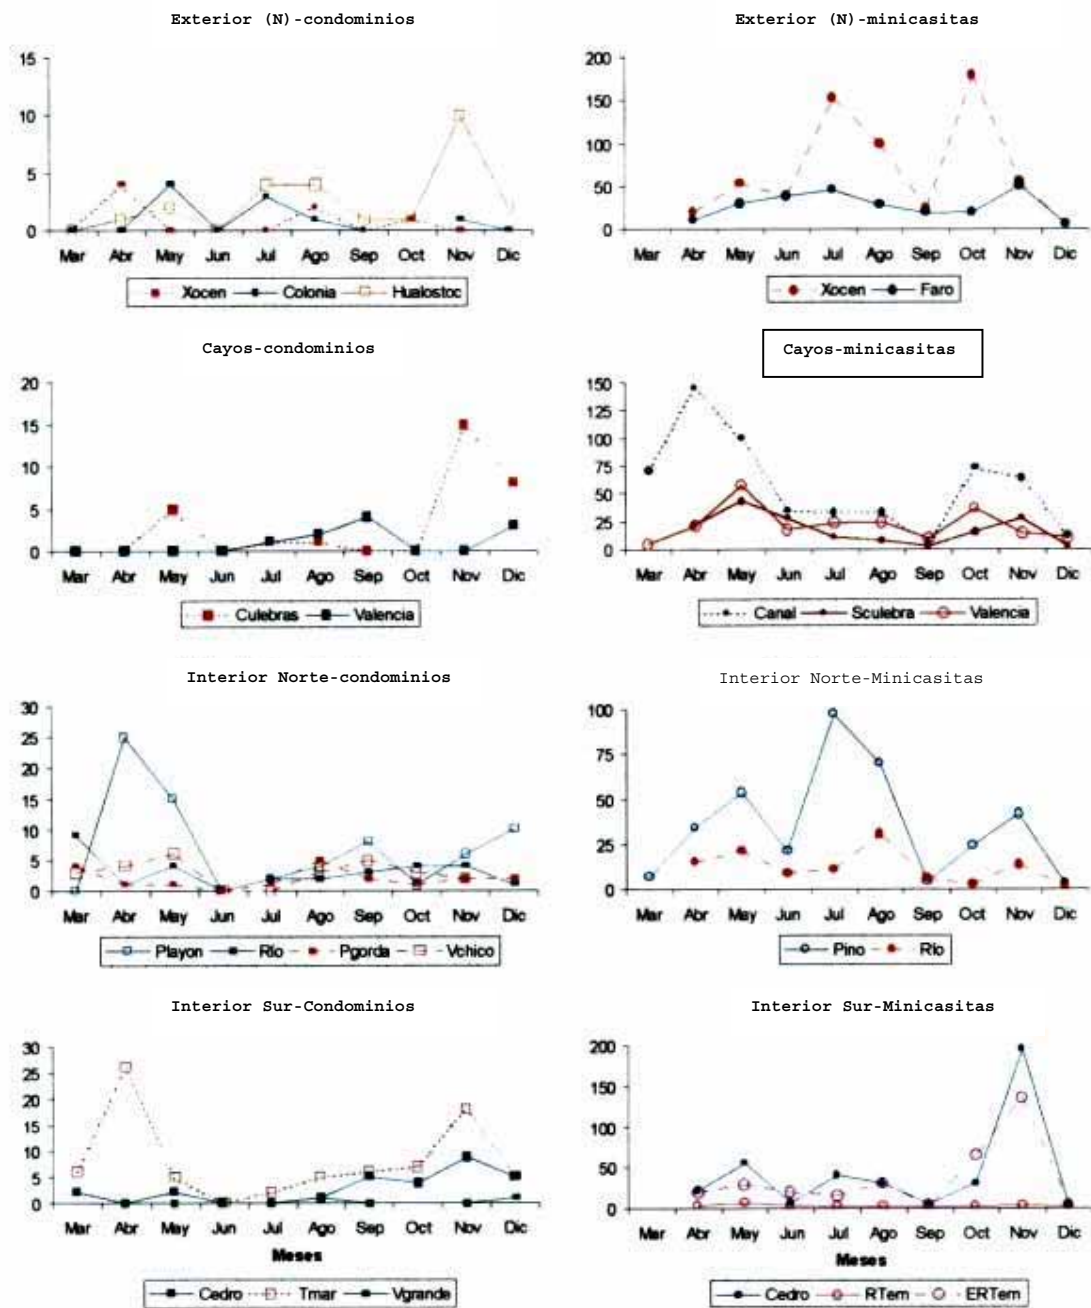 Exterior (N)-condominios
15
10
5
0
Mar Abr May Jun Jul Ago Sep Oct Nov Dic
Xocen Colonia Hualostoc
Exterior (N)-minicasitas
200
150
100
50
0
Mar Abr May Jun Jul Ago Sep Oct Nov Dic
Xocen Faro
Cayos-condominios
20
15
10
5
0
Mar Abr May Jun Jul Ago Sep Oct Nov Dic
Culebras Valencia
Cayos-minicasitas
150
125
100
75
50
25
0
Mar Abr May Jun Jul Ago Sep Oct Nov Dic
Canal Sculebra Valencia
Interior Norte-condominios
30
25
20
15
10
5
0
Mar Abr May Jun Jul Ago Sep Oct Nov Dic
Playon Río Pgorda Vchico
Interior Norte-Minicasitas
100
75
50
25
0
Mar Abr May Jun Jul Ago Sep Oct Nov Dic
Pino Río
Interior Sur-Condominios
30
25
20
15
10
5
0
Mar Abr May Jun Jul Ago Sep Oct Nov Dic
Meses
Cedro Tmar Vgrande
Interior Sur-Minicasitas
200
150
100
50
0
Mar Abr May Jun Jul Ago Sep Oct Nov Dic
Meses
Cedro RTem ERTem